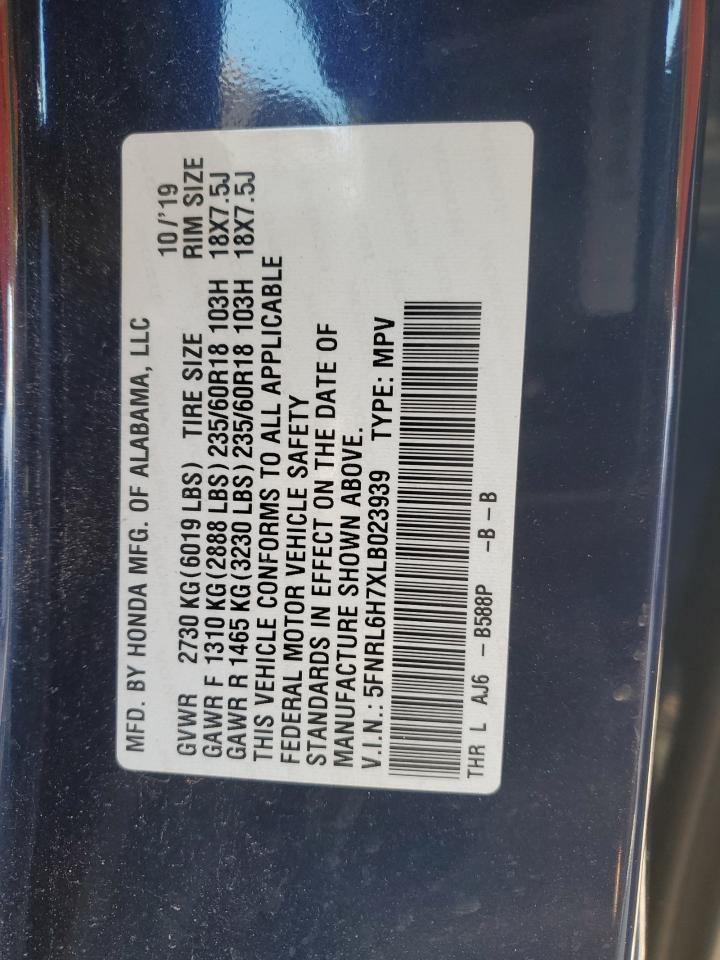 MFD. BY HONDA MFG. OF ALABAMA, LLC 10/'19
GVWR 2730 KG(6019 LBS) TIRE SIZE RIM SIZE
GAWR F 1310 KG(2888 LBS) 235/60R18 103H 18X7.5J
GAWR R 1465 KG(3230 LBS) 235/60R18 103H 18X7.5J
THIS VEHICLE CONFORMS TO ALL APPLICABLE
FEDERAL MOTOR VEHICLE SAFETY
STANDARDS IN EFFECT ON THE DATE OF
MANUFACTURE SHOWN ABOVE.
V.I.N.: 5FNRL6H7XLB023939 TYPE: MPV
THR L AJ6 - B588P -B-B